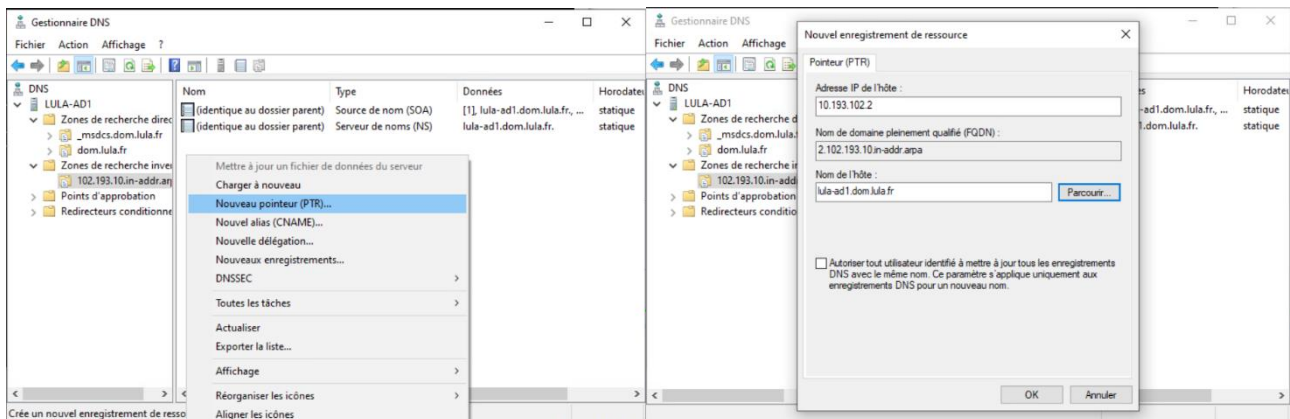 Gestionnaire DNS
Fichier Action Affichage ?
DNS
LULA-AD1
Zones de recherche direc
_msdcs.dom.lula.fr
dom.lula.fr
Zones de recherche inver
102.193.10.in-addr.arp
Points d'approbation
Redirecteurs conditionne
Nom Type Données Horodateu
(identique au dossier parent) Source de nom (SOA) [1], lula-ad1.dom.lula.fr., ... statique
(identique au dossier parent) Serveur de noms (NS) lula-ad1.dom.lula.fr. statique
Mettre à jour un fichier de données du serveur
Charger à nouveau
Nouveau pointeur (PTR)...
Nouvel alias (CNAME)...
Nouvelle délégation...
Nouveaux enregistrements...
DNSSEC
Toutes les tâches
Actualiser
Exporter la liste...
Affichage
Réorganiser les icônes
Aligner les icônes
Crée un nouvel enregistrement de resso
Gestionnaire DNS
Fichier Action Affichage
DNS
LULA-AD1
Zones de recherche d
_msdcs.dom.lula.
dom.lula.fr
Zones de recherche in
102.193.10.in-add
Points d'approbation
Redirecteurs conditio
es Horodateu
-ad1.dom.lula.fr., ... statique
1.dom.lula.fr. statique
Nouvel enregistrement de ressource
Pointeur (PTR)
Adresse IP de l'hôte :
10.193.102.2
Nom de domaine pleinement qualifié (FQDN) :
2.102.193.10.in-addr.arpa
Nom de l'hôte :
lula-ad1.dom.lula.fr Parcourir...
Autoriser tout utilisateur identifié à mettre à jour tous les enregistrements
DNS avec le même nom. Ce paramètre s'applique uniquement aux
enregistrements DNS pour un nouveau nom.
OK Annuler